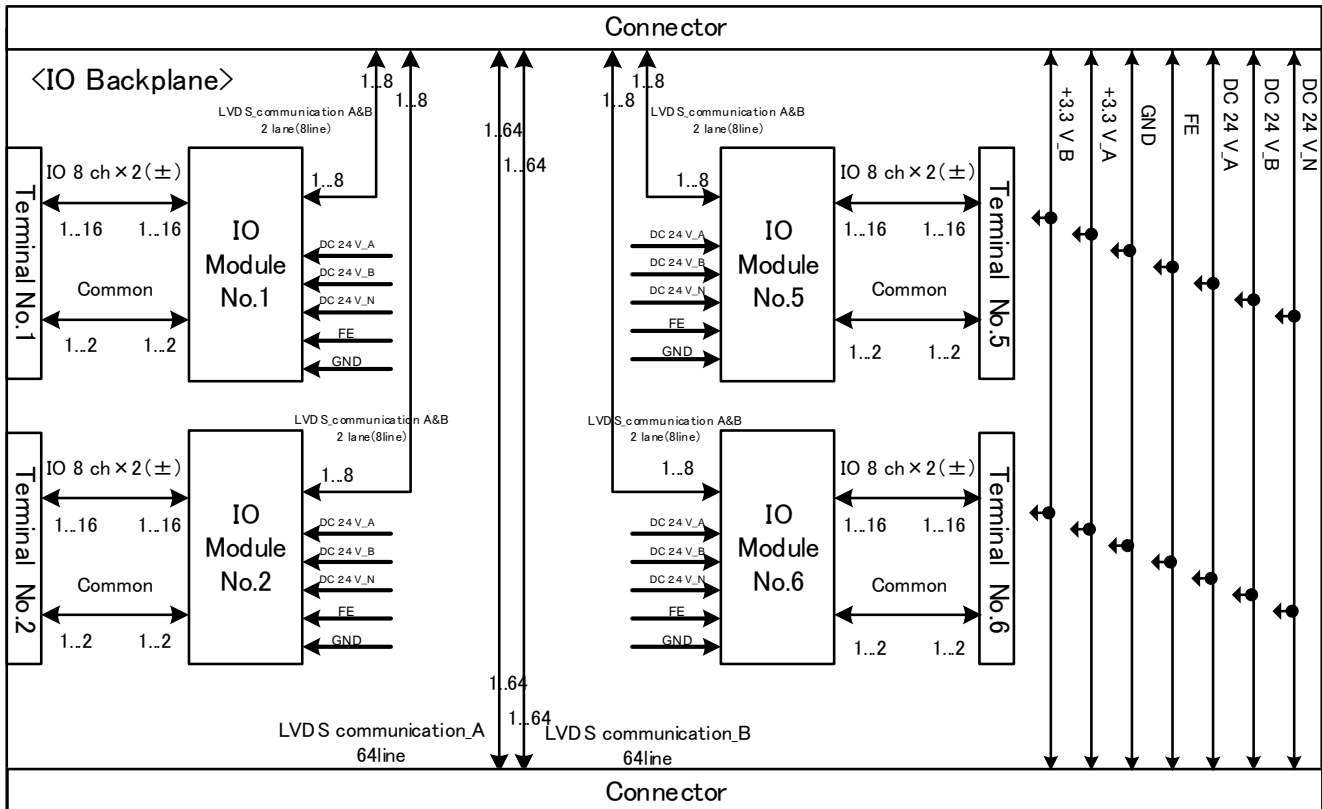 Connector
<IO Backplane>
1...8
1...8
1...8
1...8
LVDS_communication A&B
2 lane(8line)
LVDS_communication A&B
2 lane(8line)
1...64
1...64
+3.3 V_B
+3.3 V_A
GND
FE
DC 24 V_A
DC 24 V_B
DC 24 V_N
Terminal No.1
IO 8 ch×2(±)
1...16
1...16
Common
1...2
1...2
IO
Module
No.1
1...8
DC 24 V_A
DC 24 V_B
DC 24 V_N
FE
GND
1...8
DC 24 V_A
DC 24 V_B
DC 24 V_N
FE
GND
IO
Module
No.5
IO 8 ch×2(±)
1...16
1...16
Common
1...2
1...2
Terminal No.5
LVDS_communication A&B
2 lane(8line)
LVDS_communication A&B
2 lane(8line)
Terminal No.2
IO 8 ch×2(±)
1...16
1...16
Common
1...2
1...2
IO
Module
No.2
1...8
DC 24 V_A
DC 24 V_B
DC 24 V_N
FE
GND
1...8
DC 24 V_A
DC 24 V_B
DC 24 V_N
FE
GND
IO
Module
No.6
IO 8 ch×2(±)
1...16
1...16
Common
1...2
1...2
Terminal No.6
1...64
1...64
LVDS communication_A
64line
LVDS communication_B
64line
Connector